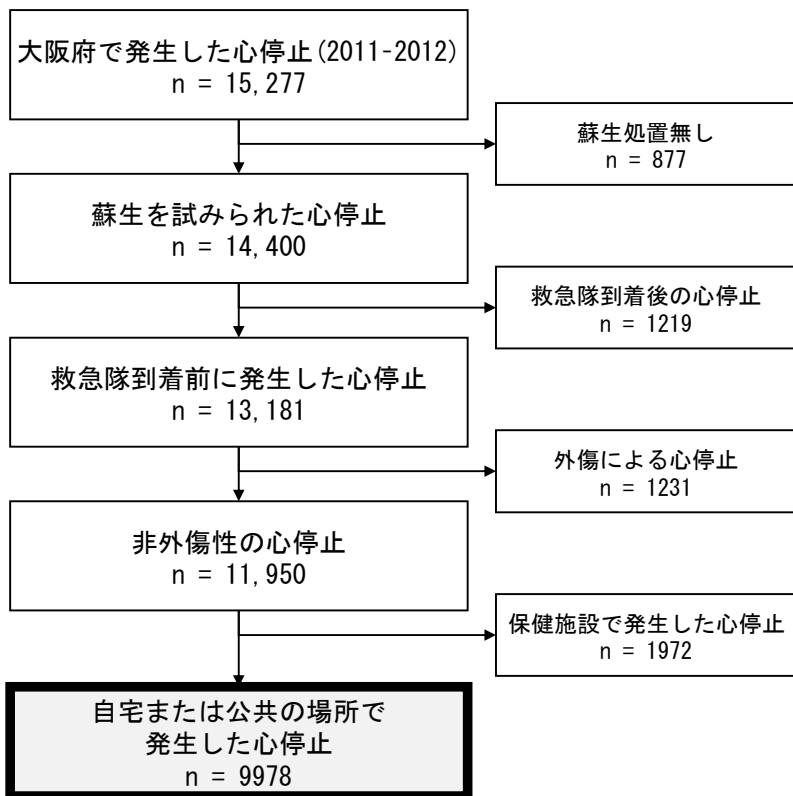 大阪府で発生した心停止(2011-2012)
n = 15,277
蘇生処置無し
n = 877
蘇生を試みられた心停止
n = 14,400
救急隊到着後の心停止
n = 1219
救急隊到着前に発生した心停止
n = 13,181
外傷による心停止
n = 1231
非外傷性の心停止
n = 11,950
保健施設で発生した心停止
n = 1972
自宅または公共の場所で
発生した心停止
n = 9978